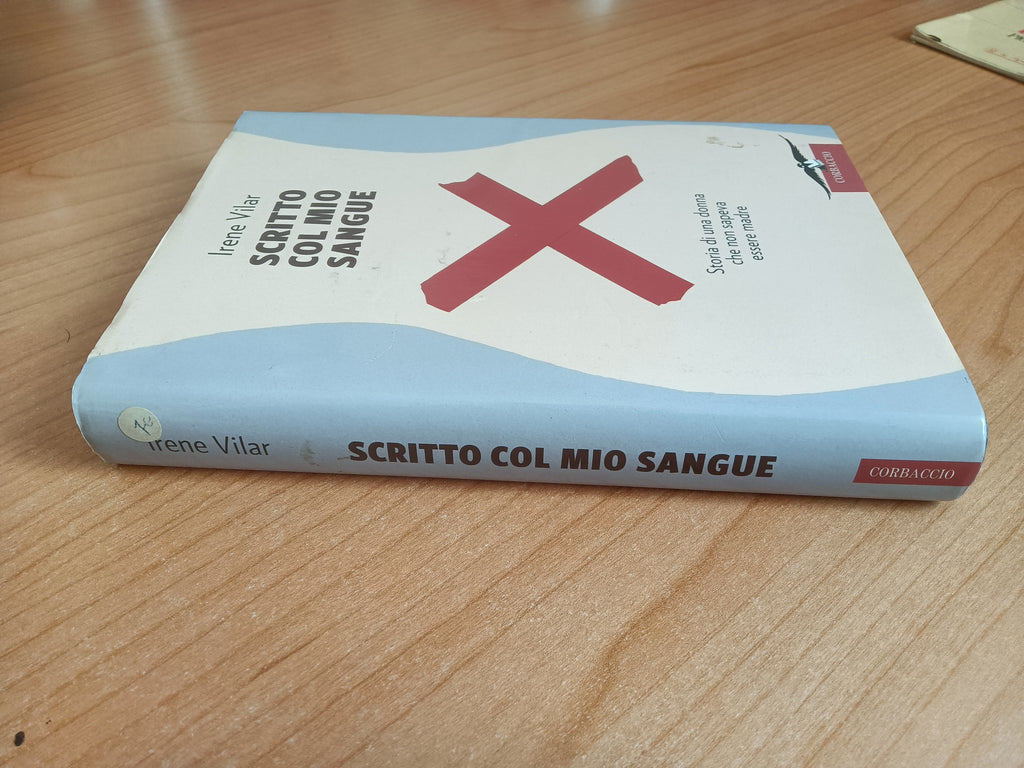 Irene Vilar
SCRITTO
COL MIO
SANGUE
Storia di una donna
che non sapeva
essere madre
CORBACCIO
Irene Vilar
SCRITTO COL MIO SANGUE
CORBACCIO